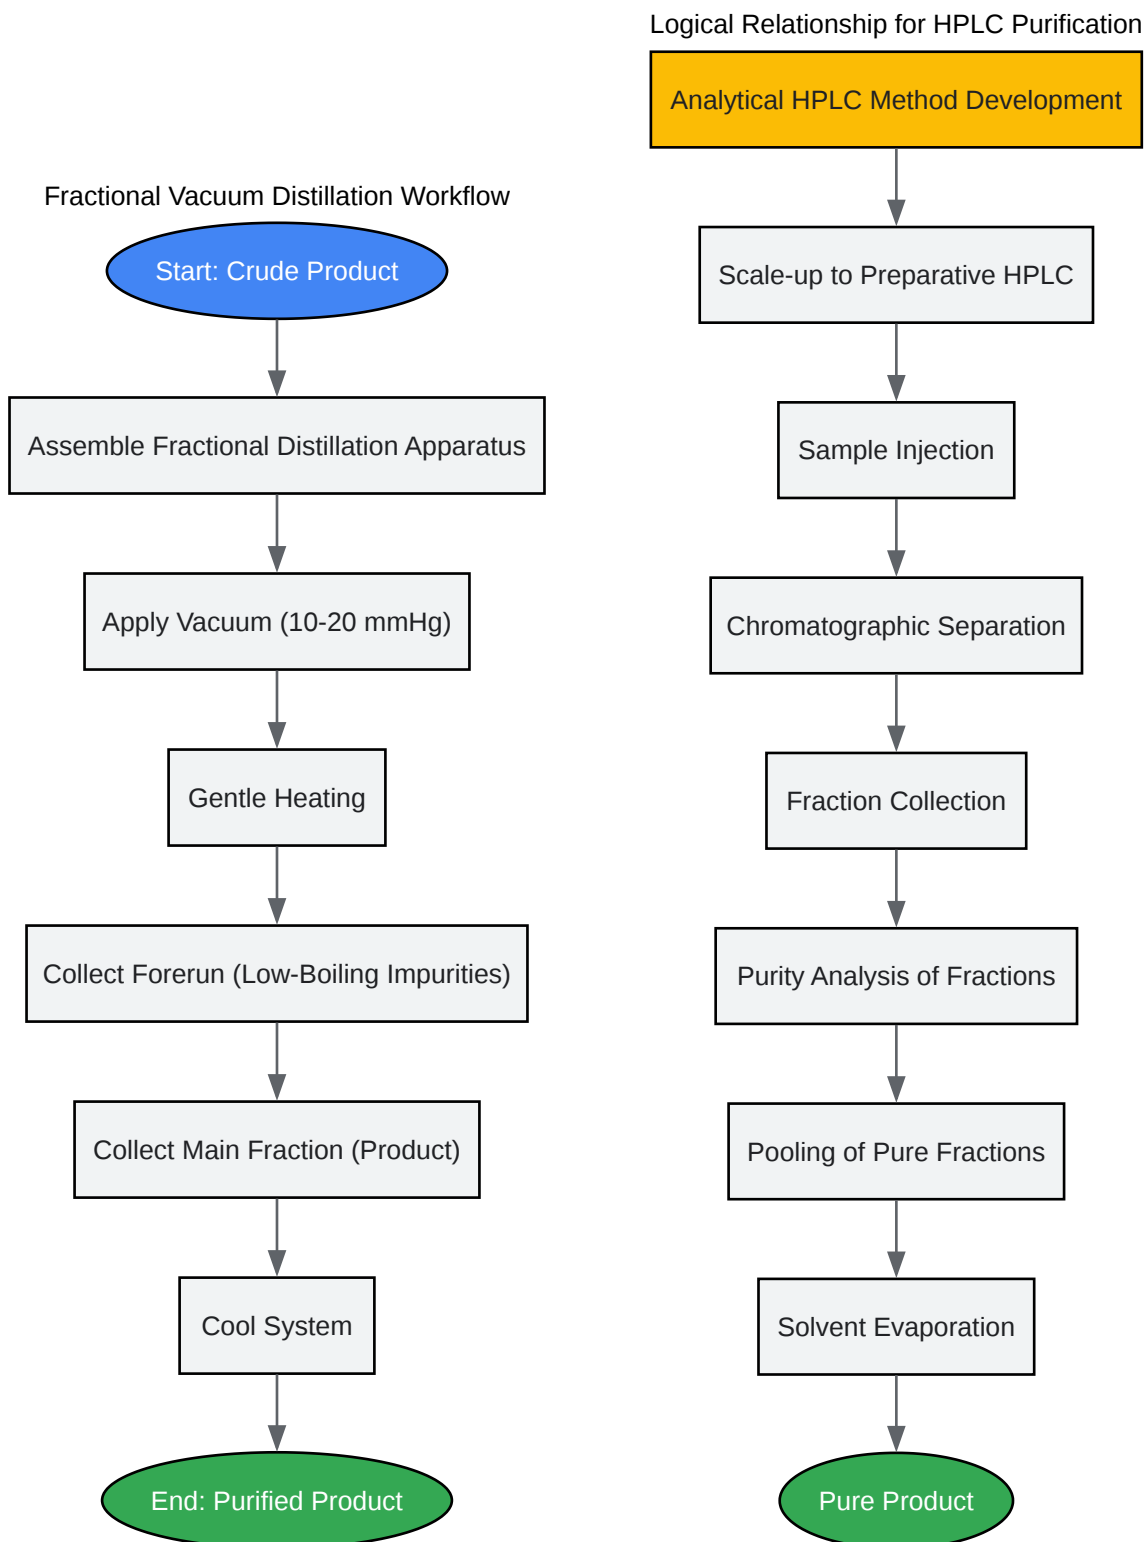 Fractional Vacuum Distillation Workflow
Start: Crude Product
Assemble Fractional Distillation Apparatus
Apply Vacuum (10-20 mmHg)
Gentle Heating
Collect Forerun (Low-Boiling Impurities)
Collect Main Fraction (Product)
Cool System
End: Purified Product
Logical Relationship for HPLC Purification
Analytical HPLC Method Development
Scale-up to Preparative HPLC
Sample Injection
Chromatographic Separation
Fraction Collection
Purity Analysis of Fractions
Pooling of Pure Fractions
Solvent Evaporation
Pure Product